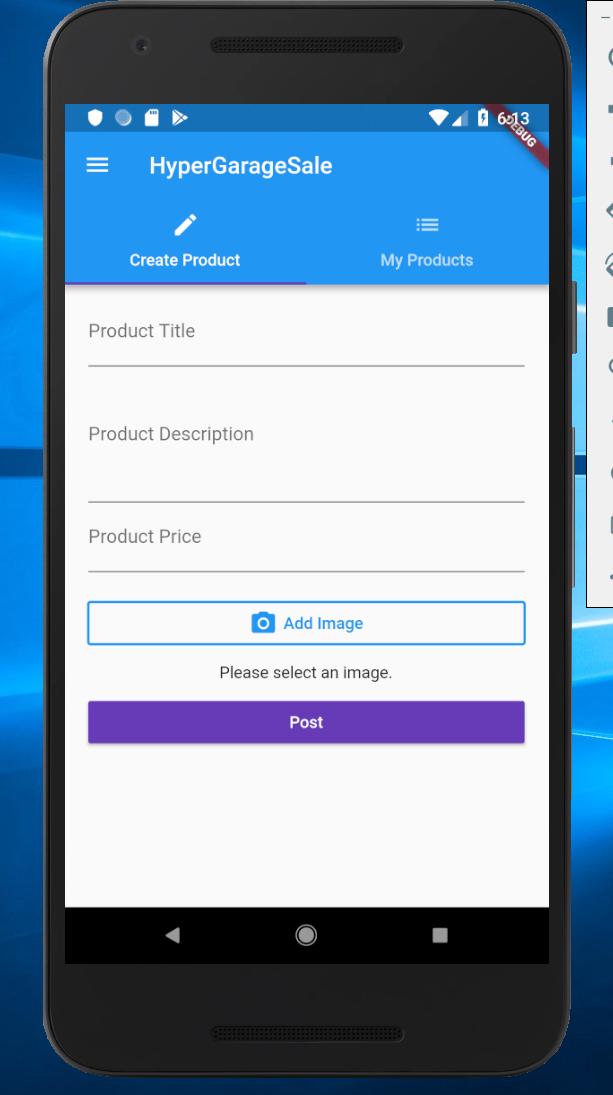 6:13
DEBUG
HyperGarageSale
Create Product
My Products
Product Title
Product Description
Product Price
Add Image
Please select an image.
Post